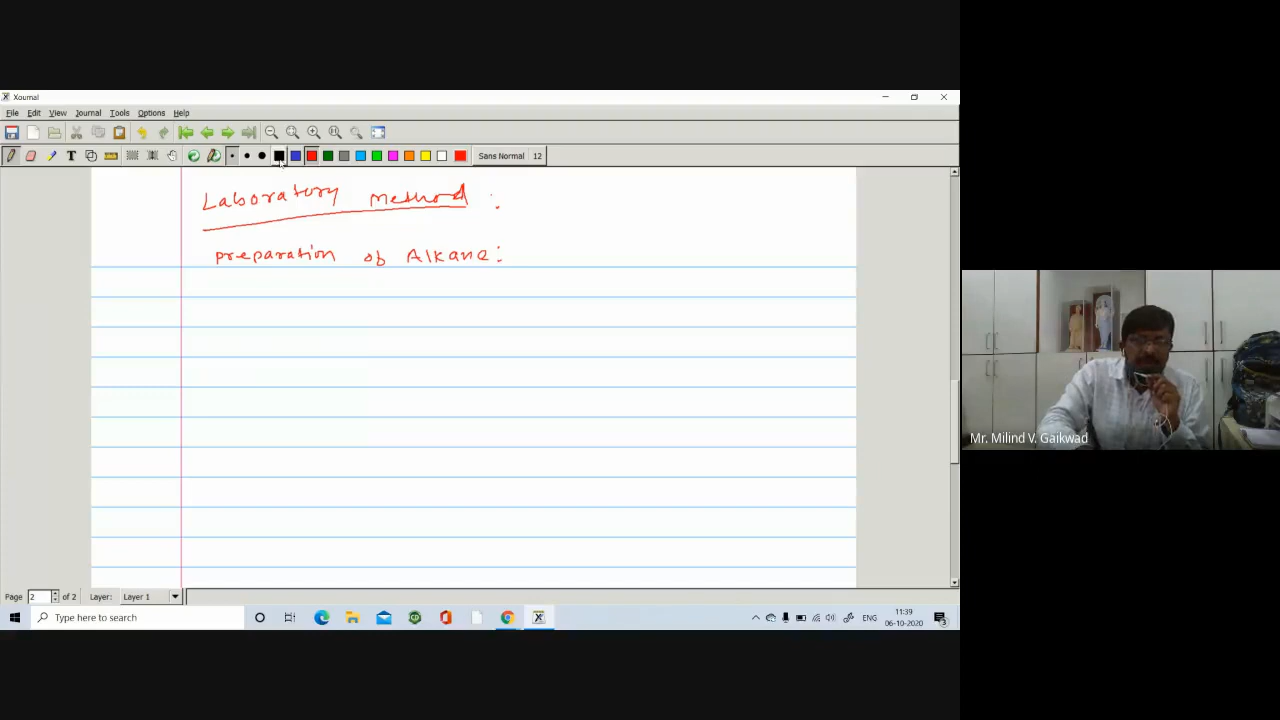 Xournal
File Edit View Journal Tools Options Help
Sans Normal 12
Laboratory Method :
preparation of Alkane:
Mr. Milind V. Gaikwad
Page 2 of 2 Layer: Layer 1
Type here to search
ENG
11:39
06-10-2020
3